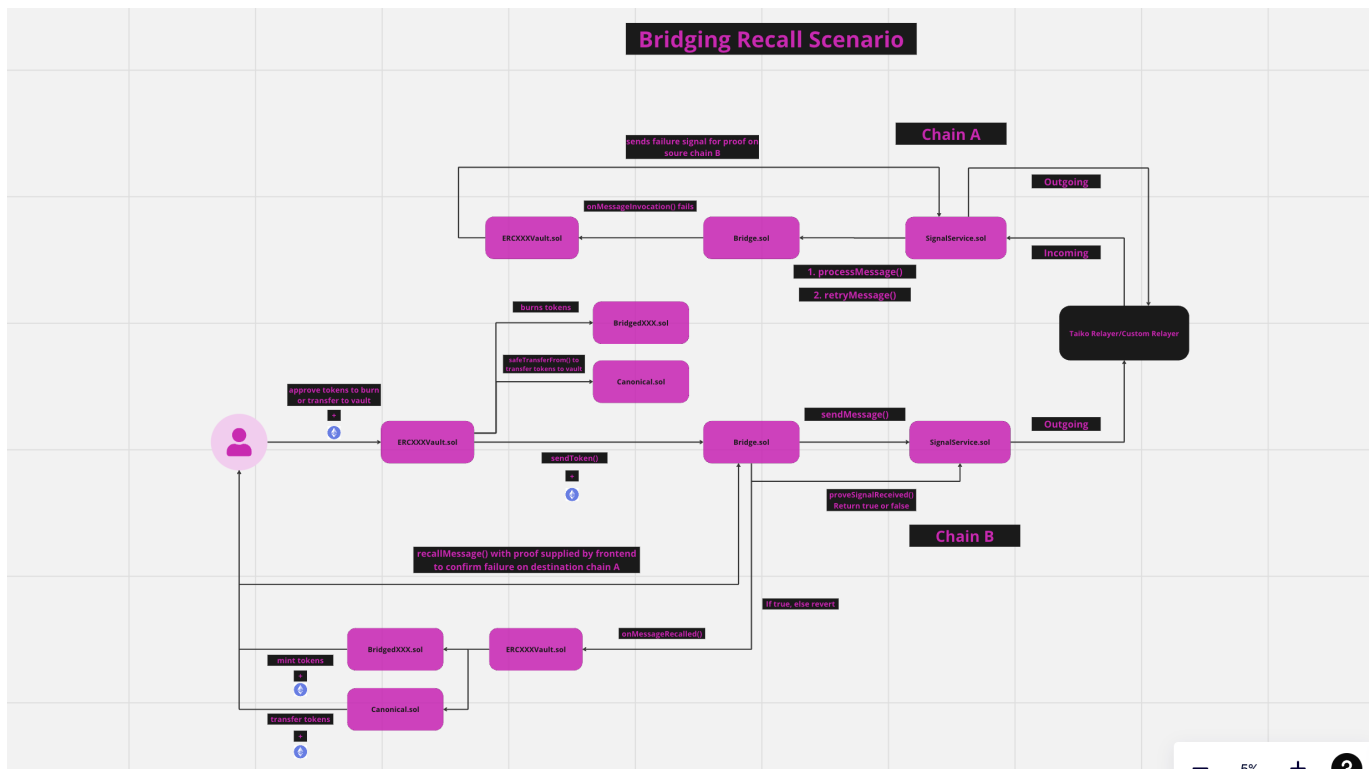 Bridging Recall Scenario
Chain A
sends failure signal for proof on
soure chain B
Outgoing
onMessageInvocation() fails
ERCXXXVault.sol
Bridge.sol
SignalService.sol
Incoming
1. processMessage()
2. retryMessage()
burns tokens
BridgedXXX.sol
Taiko Relayer/Custom Relayer
safeTransferFrom() to
transfer tokens to vault
Canonical.sol
approve tokens to burn
or transfer to vault
+
ERCXXXVault.sol
Bridge.sol
sendMessage()
SignalService.sol
Outgoing
sendToken()
+
proveSignalReceived()
Return true or false
Chain B
recallMessage() with proof supplied by frontend
to confirm failure on destination chain A
If true, else revert
onMessageRecalled()
BridgedXXX.sol
ERCXXXVault.sol
mint tokens
+
Canonical.sol
transfer tokens
+
5%
?